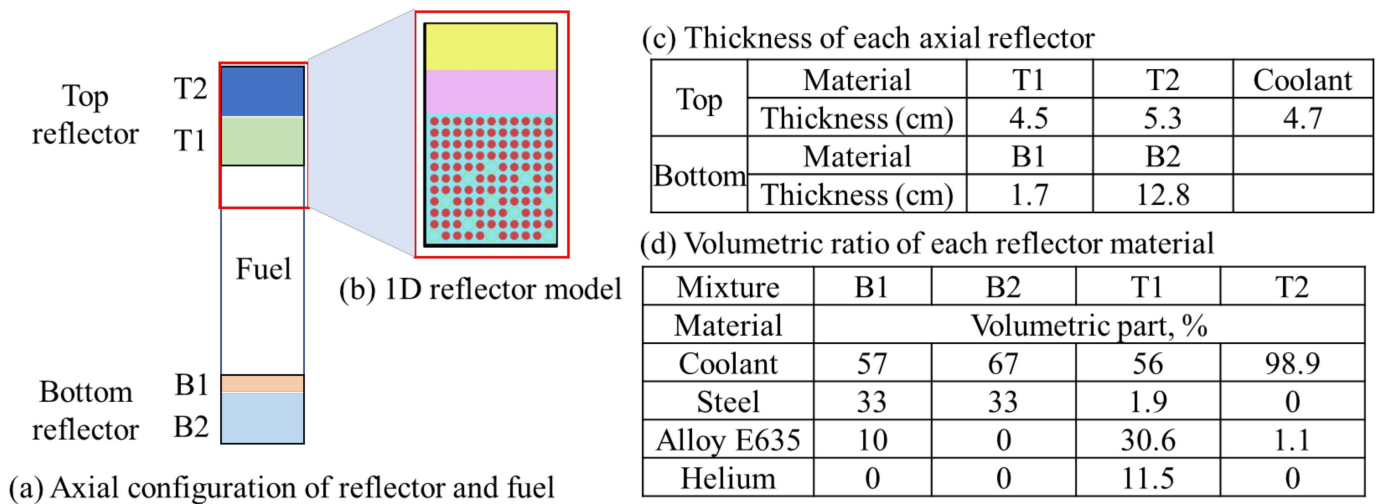 Top
reflector
T2
T1
Fuel
Bottom
reflector
B1
B2
(a) Axial configuration of reflector and fuel
(b) 1D reflector model
(c) Thickness of each axial reflector
Top Material T1 T2 Coolant
Thickness (cm) 4.5 5.3 4.7
Bottom Material B1 B2
Thickness (cm) 1.7 12.8
(d) Volumetric ratio of each reflector material
Mixture B1 B2 T1 T2
Material Volumetric part, %
Coolant 57 67 56 98.9
Steel 33 33 1.9 0
Alloy E635 10 0 30.6 1.1
Helium 0 0 11.5 0